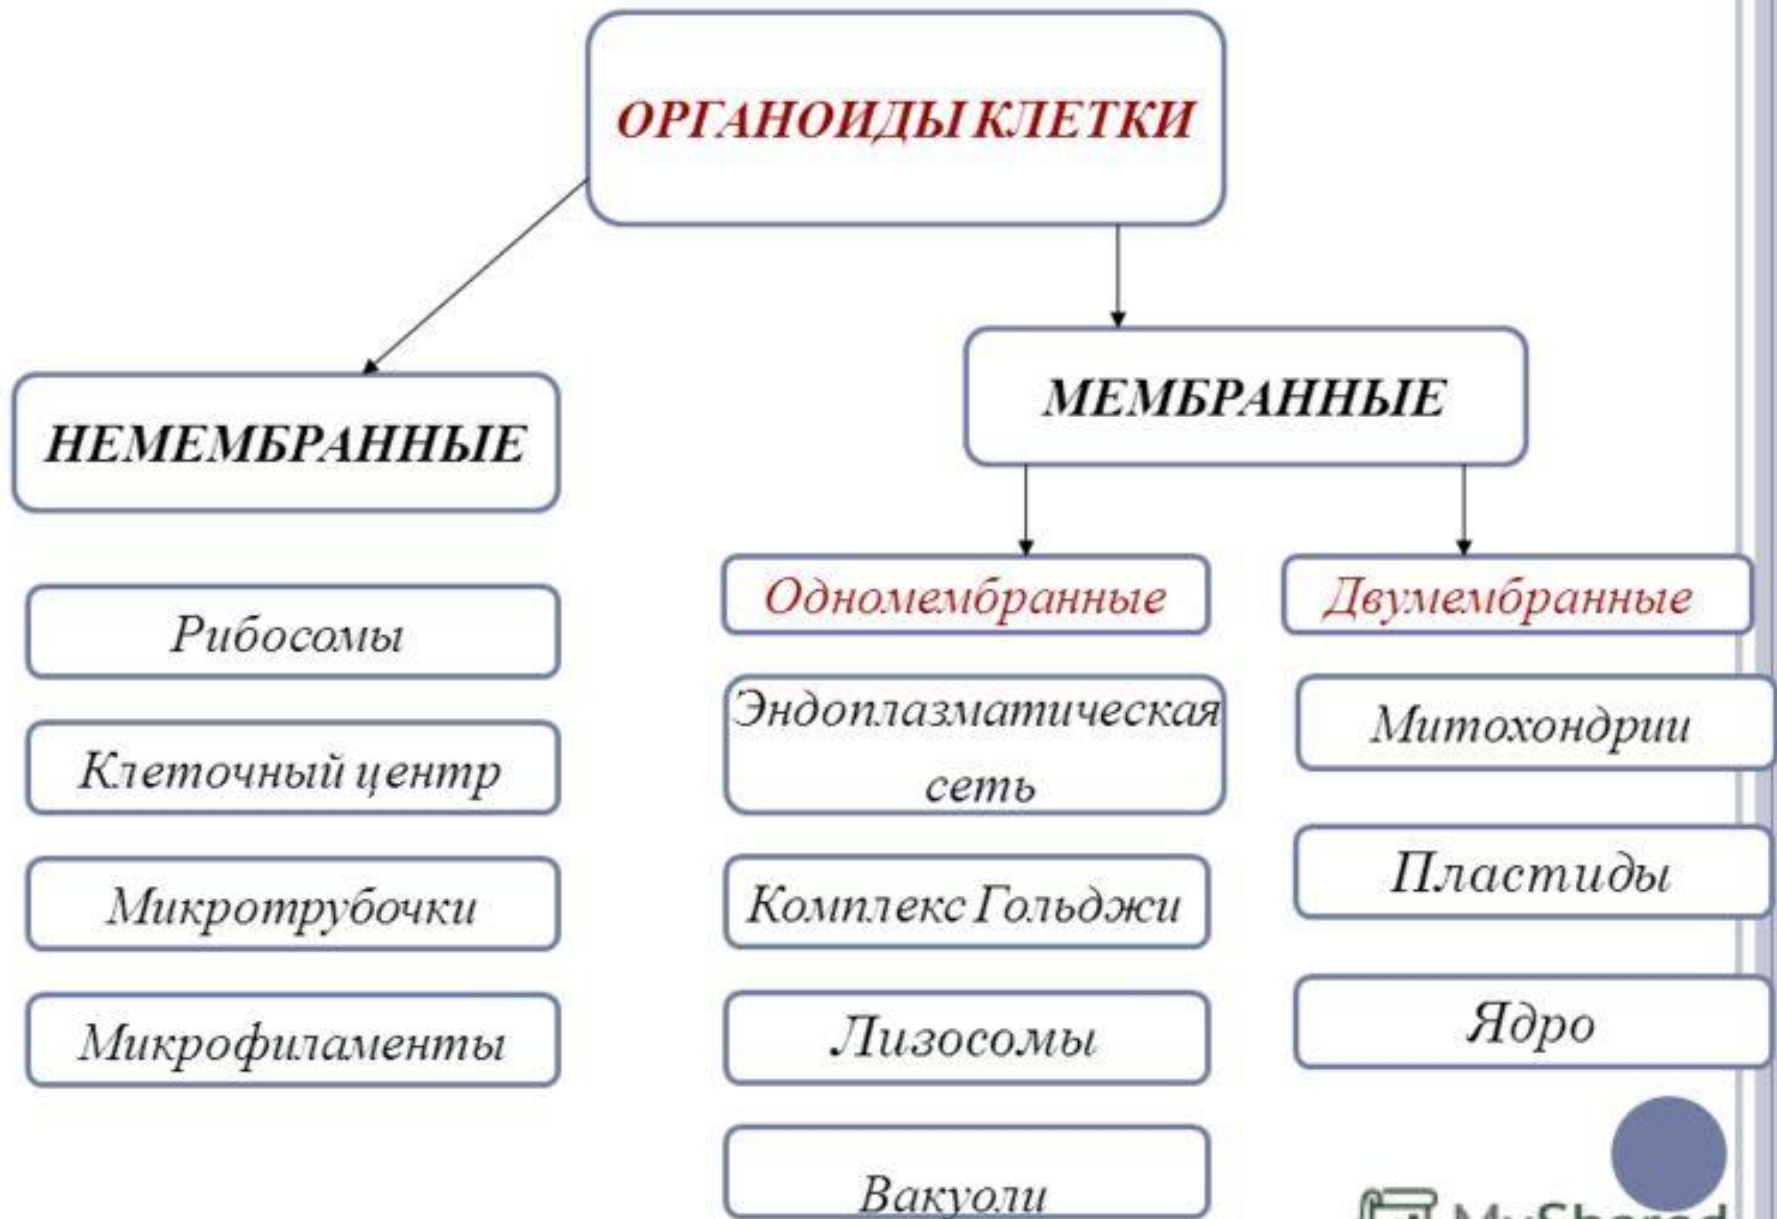 ОРГАНОИДЫ КЛЕТКИ
НЕМЕМБРАННЫЕ
МЕМБРАННЫЕ
Рибосомы
Клеточный центр
Микротрубочки
Микрофиламенты
Одномембранные
Эндоплазматическая
сеть
Комплекс Гольджи
Лизосомы
Вакуоли
Двумембранные
Митохондрии
Пластиды
Ядро
MyShared